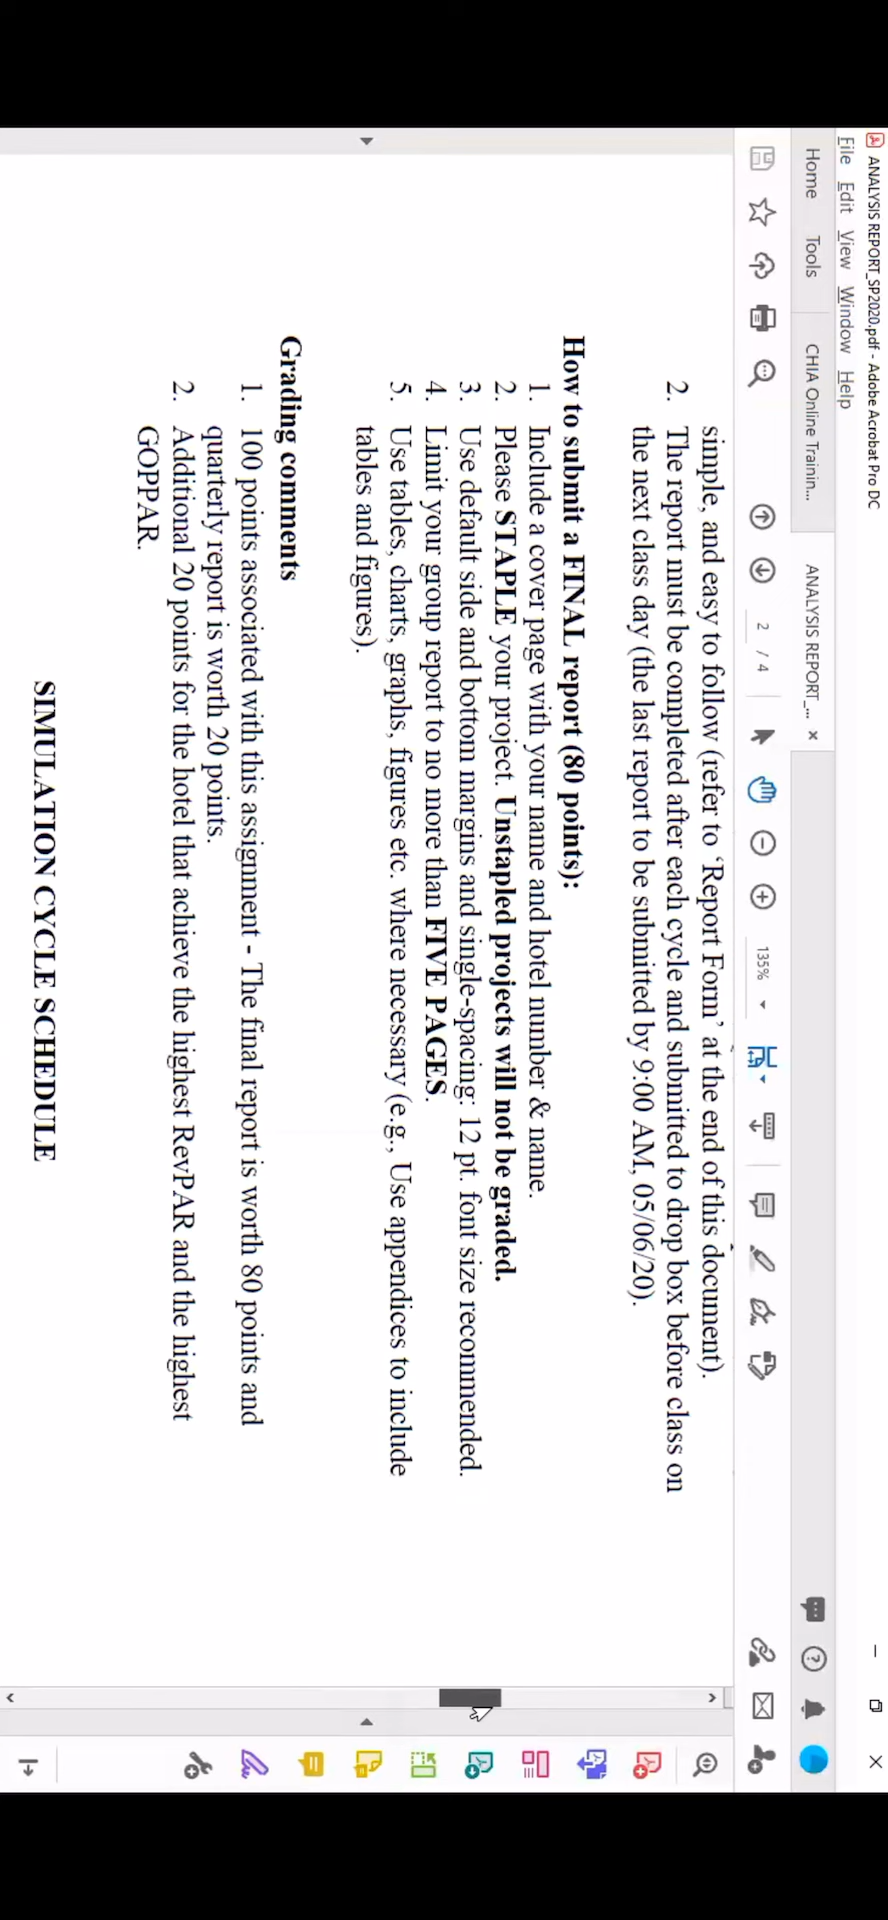 ANALYSIS REPORT_SP2020.pdf - Adobe Acrobat Pro DC
File Edit View Window Help
Home Tools CHIA Online Trainin... ANALYSIS REPORT_... ×
2 / 4 135%
simple, and easy to follow (refer to ‘Report Form’ at the end of this document).
2. The report must be completed after each cycle and submitted to drop box before class on
the next class day (the last report to be submitted by 9:00 AM, 05/06/20).
How to submit a FINAL report (80 points):
1. Include a cover page with your name and hotel number & name.
2. Please STAPLE your project. Unstapled projects will not be graded.
3. Use default side and bottom margins and single-spacing: 12 pt. font size recommended.
4. Limit your group report to no more than FIVE PAGES.
5. Use tables, charts, graphs, figures etc. where necessary (e.g., Use appendices to include
tables and figures).
Grading comments
1. 100 points associated with this assignment - The final report is worth 80 points and
quarterly report is worth 20 points.
2. Additional 20 points for the hotel that achieve the highest RevPAR and the highest
GOPPAR.
SIMULATION CYCLE SCHEDULE